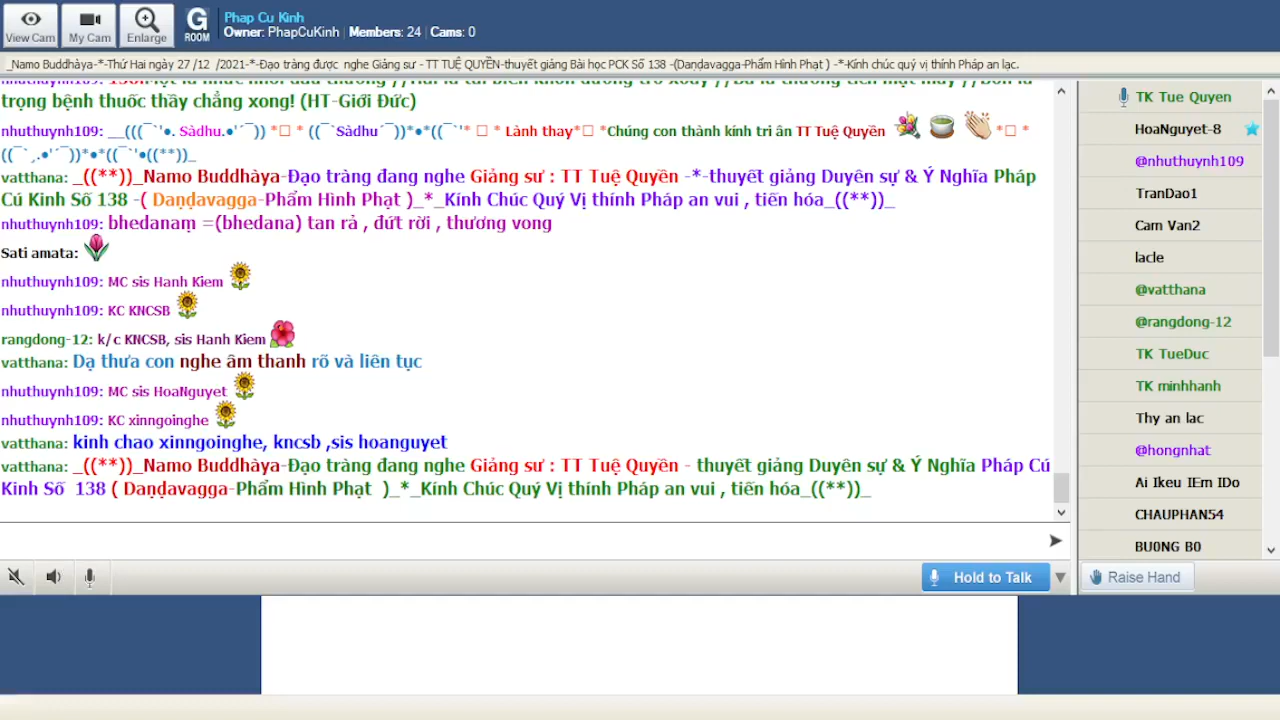 View Cam
My Cam
Enlarge
G
ROOM
Phap Cu Kinh
Owner: PhapCuKinh | Members: 24 | Cams: 0
_Namo Buddhàya-*-Thứ Hai ngày 27 /12 /2021-*-Đạo tràng được nghe Giảng sư - TT TUỆ QUYỀN-thuyết giảng Bài học PCK Số 138 -(Daṇḍavagga-Phẩm Hình Phạt ) -*-Kính chúc quý vị thính Pháp an lạc.
trọng bệnh thuốc thầy chẳng xong! (HT-Giới Đức)
nhuthuynh109: __(((¯`'•. Sàdhu.•'´¯)) *🏻 * ((¯`Sàdhu´¯))*•*((¯`'* 🏻 * Lành thay*🏻 *Chúng con thành kính tri ân TT Tuệ Quyền *🏻 *
((¯`¸.•'´¯))*•*((¯`'•((**))_
vatthana: _((**))_Namo Buddhàya-Đạo tràng đang nghe Giảng sư : TT Tuệ Quyền -*-thuyết giảng Duyên sự & Ý Nghĩa Pháp
Cú Kinh Số 138 -( Daṇḍavagga-Phẩm Hình Phạt )_*_Kính Chúc Quý Vị thính Pháp an vui , tiến hóa_((**))_
nhuthuynh109: bhedanaṃ =(bhedana) tan rả , đứt rời , thương vong
Sati amata:
nhuthuynh109: MC sis Hanh Kiem
nhuthuynh109: KC KNCSB
rangdong-12: k/c KNCSB, sis Hanh Kiem
vatthana: Dạ thưa con nghe âm thanh rõ và liên tục
nhuthuynh109: MC sis HoaNguyet
nhuthuynh109: KC xinngoinghe
vatthana: kinh chao xinngoinghe, kncsb ,sis hoanguyet
vatthana: _((**))_Namo Buddhàya-Đạo tràng đang nghe Giảng sư : TT Tuệ Quyền - thuyết giảng Duyên sự & Ý Nghĩa Pháp Cú
Kinh Số 138 ( Daṇḍavagga-Phẩm Hình Phạt )_*_Kính Chúc Quý Vị thính Pháp an vui , tiến hóa_((**))_
TK Tue Quyen
HoaNguyet-8
@nhuthuynh109
TranDao1
Cam Van2
lacle
@vatthana
@rangdong-12
TK TueDuc
TK minhhanh
Thy an lac
@hongnhat
Ai Ikeu IEm IDo
CHAUPHAN54
BU0NG B0
Hold to Talk
Raise Hand